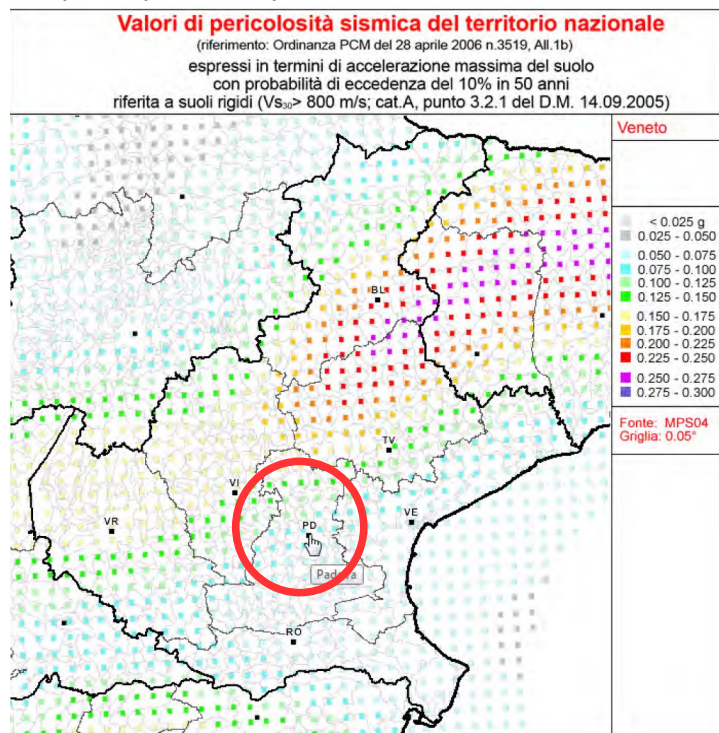 Valori di pericolosità sismica del territorio nazionale
(riferimento: Ordinanza PCM del 28 aprile 2006 n.3519, All.1b)
espressi in termini di accelerazione massima del suolo
con probabilità di eccedenza del 10% in 50 anni
riferita a suoli rigidi (Vs₃₀> 800 m/s; cat.A, punto 3.2.1 del D.M. 14.09.2005)
Veneto
< 0.025 g
0.025 - 0.050
0.050 - 0.075
0.075 - 0.100
0.100 - 0.125
0.125 - 0.150
0.150 - 0.175
0.175 - 0.200
0.200 - 0.225
0.225 - 0.250
0.250 - 0.275
0.275 - 0.300
Fonte: MPS04
Griglia: 0.05°
BL
TV
VI
VR
PD
VE
Padova
RO